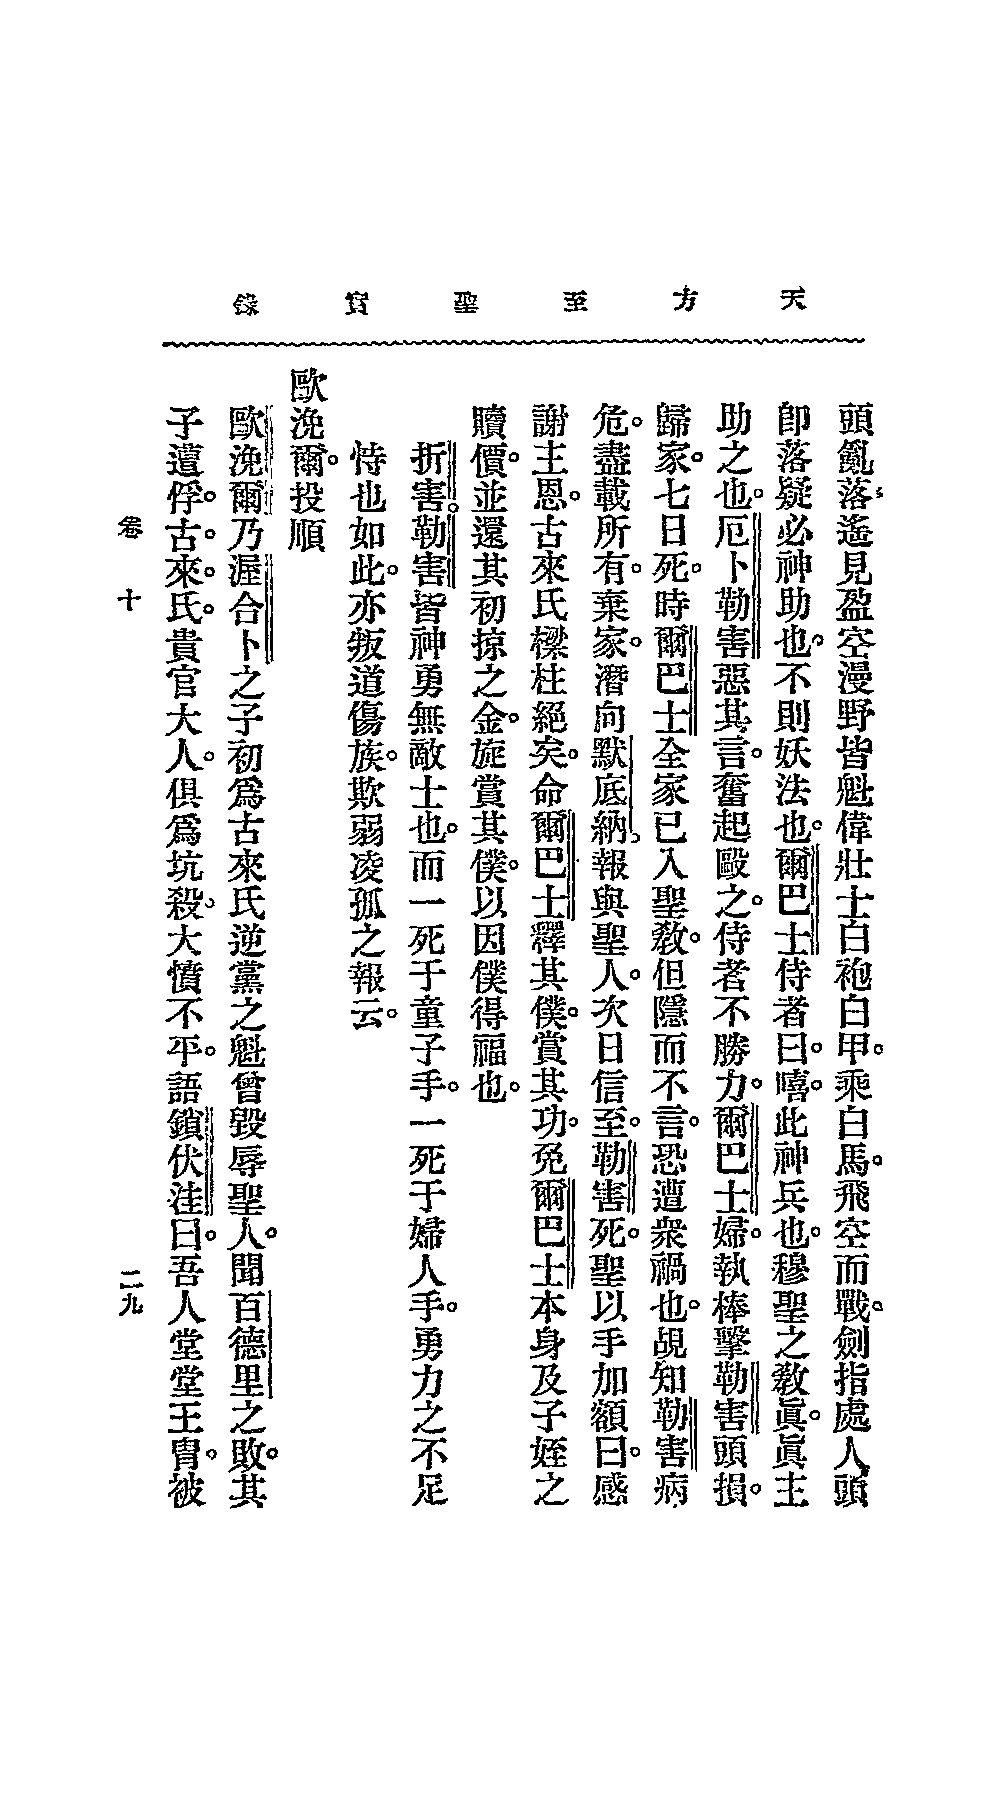 天方至聖實錄
頭亂落、遙見盈空漫野皆魁偉壯士白袍白甲。乘白馬。飛空而戰。劍指處人頭
卽落疑必神助也。不則妖法也。爾巴士侍者曰。嘻。此神兵也。穆聖之敎眞。眞主
助之也。厄卜勒害惡其言。奮起毆之。侍者不勝力。爾巴士婦。執棒擊勒害頭損。
歸家。七日死。時爾巴士全家已入聖敎。但隱而不言。恐遭衆禍也。覘知勒害病
危。盡載所有。棄家。潛向默底納、報與聖人。次日信至。勒害死。聖以手加額曰。感
謝主恩。古來氏樑柱絕矣。命爾巴士釋其僕。賞其功。免爾巴士本身及子姪之
贖價。並還其初掠之金。旋賞其僕。以因僕得福也。
折害。勒害皆神勇無敵士也。而一死于童子手。一死于婦人手。勇力之不足
恃也如此。亦叛道傷族。欺弱凌孤之報云。
歐浼爾。投順
歐浼爾乃渥合卜之子初爲古來氏逆黨之魁曾毀辱聖人。聞百德里之敗。其
子遭俘。古。來。氏。貴官大人。俱爲坑殺、大憤不平。語鎖伏洼曰。吾人堂堂王冑。被
卷十
二九